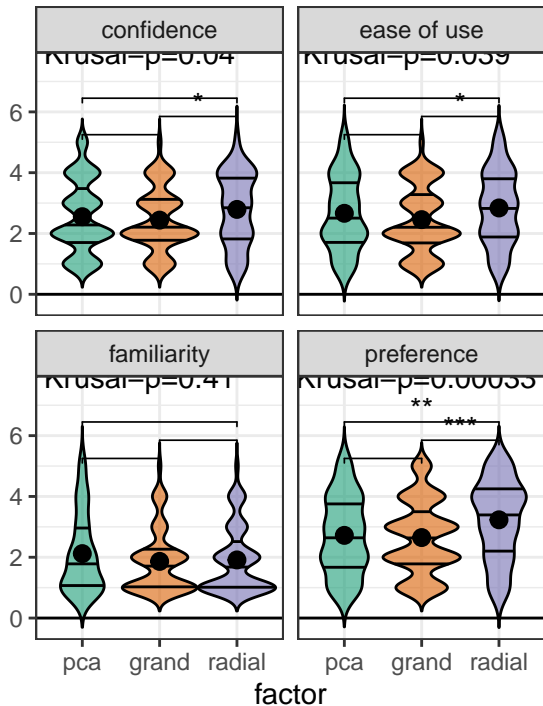 confidence
ease of use
Krusal–p=0.04
Krusal–p=0.039
*
*
6
4
2
0
familiarity
preference
Krusal–p=0.41
Krusal–p=0.00033
**
***
6
4
2
0
pca grand radial
pca grand radial
factor